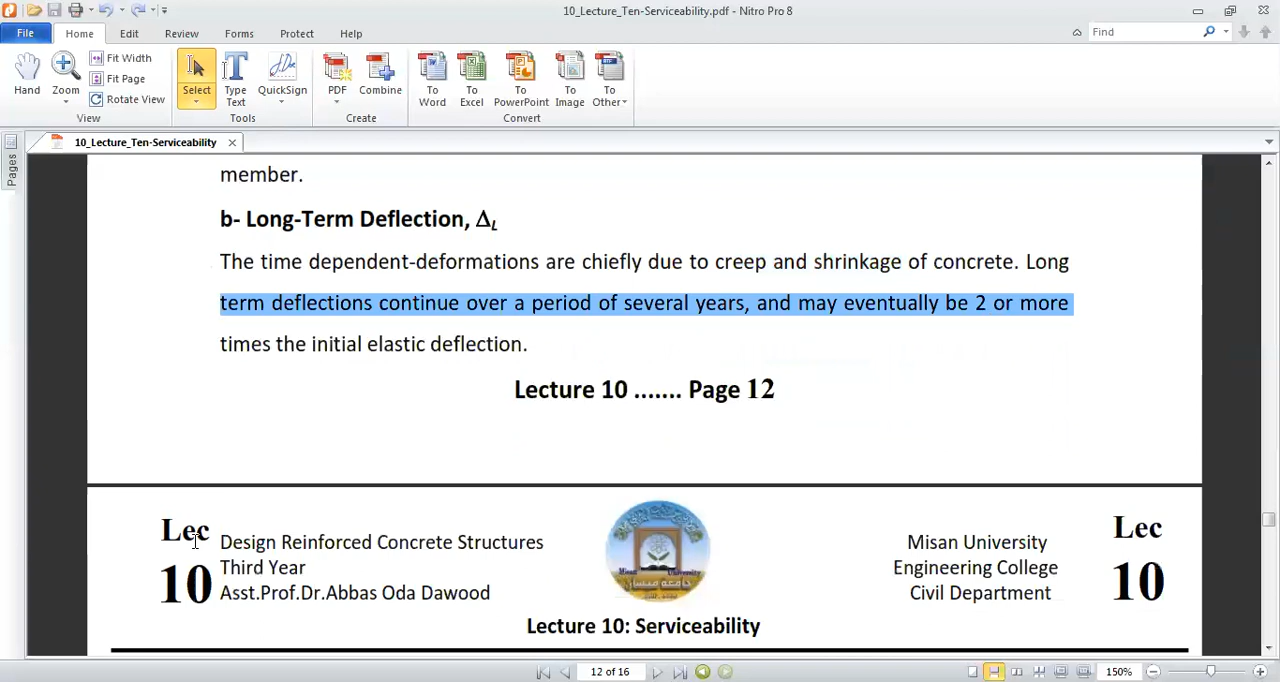 10_Lecture_Ten-Serviceability.pdf - Nitro Pro 8
File Home Edit Review Forms Protect Help Find
Hand Zoom Fit Width Fit Page Rotate View Select Type Text QuickSign PDF Combine To Word To Excel To PowerPoint To Image To Other
View Tools Create Convert
10_Lecture_Ten-Serviceability
Pages
member.
b- Long-Term Deflection, ΔL
The time dependent-deformations are chiefly due to creep and shrinkage of concrete. Long
term deflections continue over a period of several years, and may eventually be 2 or more
times the initial elastic deflection.
Lecture 10 ....... Page 12
Lec
10
Design Reinforced Concrete Structures
Third Year
Asst.Prof.Dr.Abbas Oda Dawood
Misan University
Engineering College
Civil Department
Lec
10
Lecture 10: Serviceability
12 of 16
150%